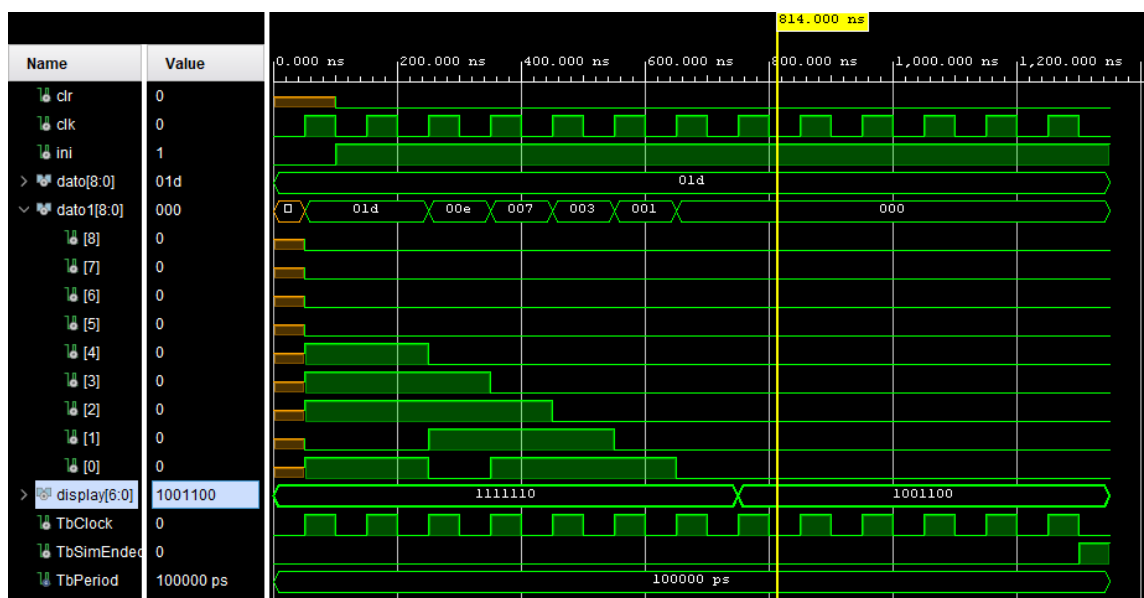 814.000 ns
Name Value 0.000 ns 200.000 ns 400.000 ns 600.000 ns 800.000 ns 1,000.000 ns 1,200.000 ns
clr 0
clk 0
ini 1
dato[8:0] 01d 01d
dato1[8:0] 000 01d 00e 007 003 001 000
[8] 0
[7] 0
[6] 0
[5] 0
[4] 0
[3] 0
[2] 0
[1] 0
[0] 0
display[6:0] 1001100 1111110 1001100
TbClock 0
TbSimEnded 0
TbPeriod 100000 ps 100000 ps